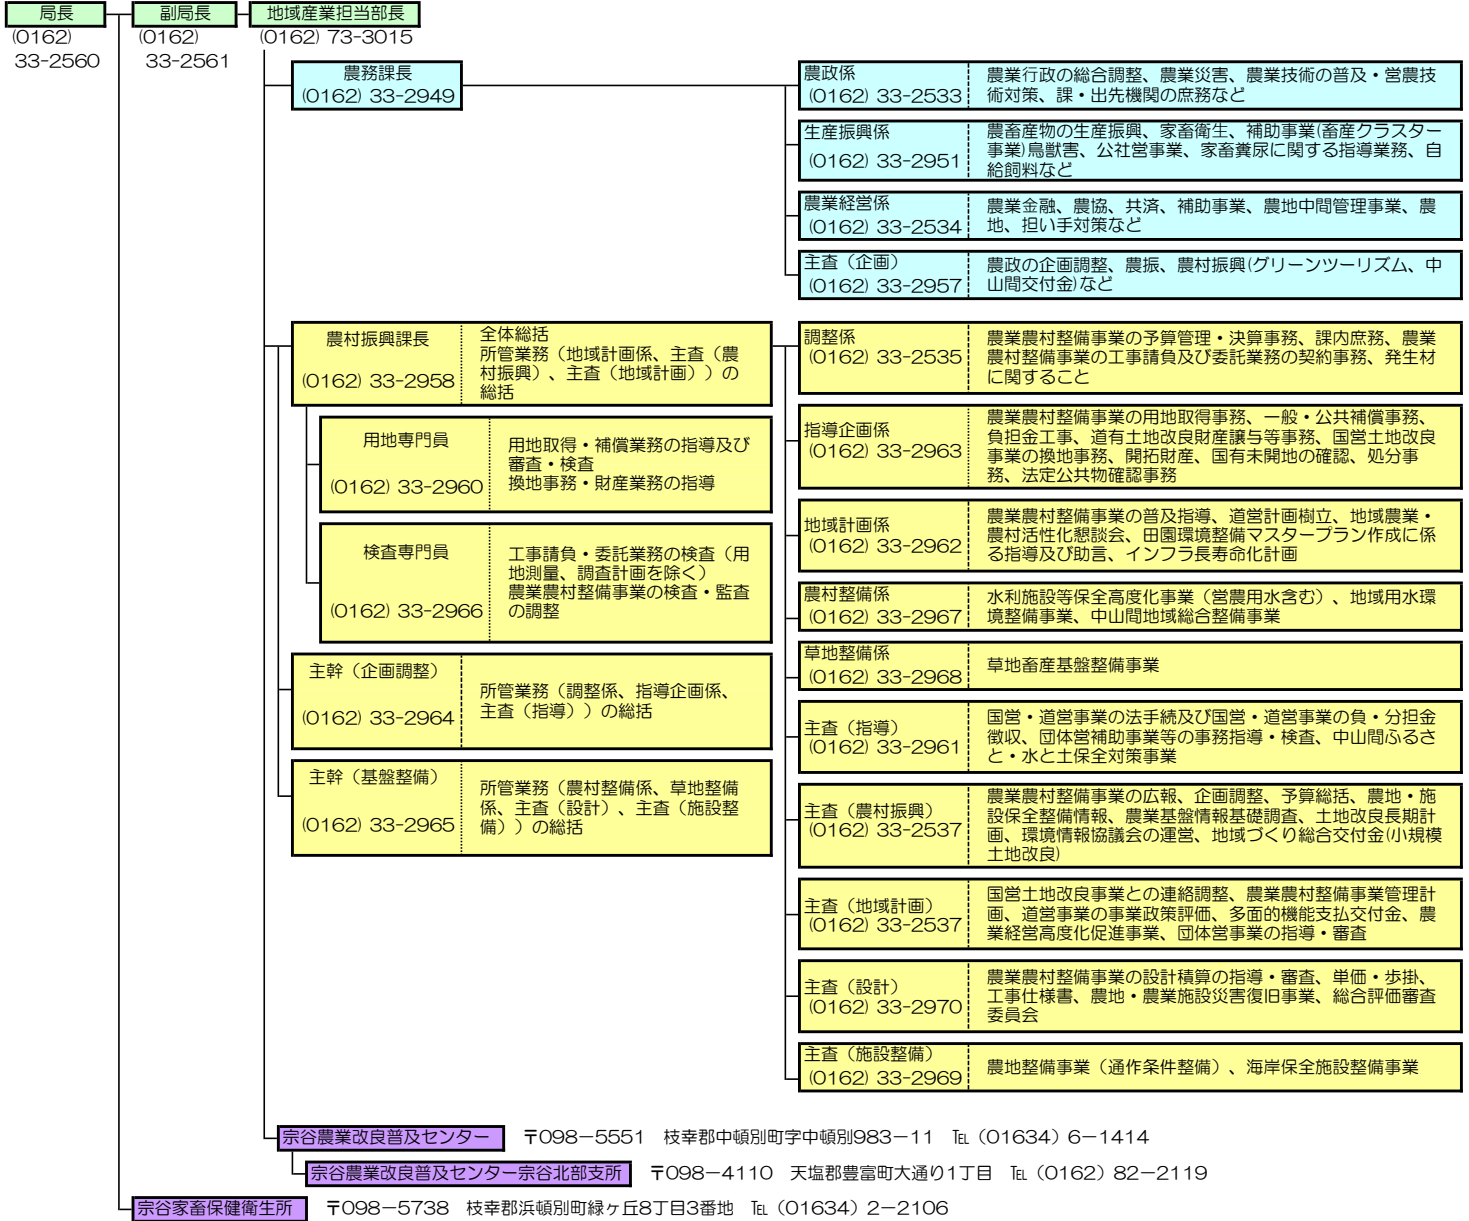 局長
副局長
地域産業担当部長
(0162)
33-2560
(0162)
33-2561
(0162) 73-3015
農務課長
(0162) 33-2949
農政係
(0162) 33-2533
農業行政の総合調整、農業災害、農業技術の普及・営農技
術対策、課・出先機関の庶務など
生産振興係
(0162) 33-2951
農畜産物の生産振興、家畜衛生、補助事業(畜産クラスター
事業)鳥獣害、公社営事業、家畜糞尿に関する指導業務、自
給飼料など
農業経営係
(0162) 33-2534
農業金融、農協、共済、補助事業、農地中間管理事業、農
地、担い手対策など
主査（企画）
(0162) 33-2957
農政の企画調整、農振、農村振興(グリーンツーリズム、中
山間交付金)など
農村振興課長
(0162) 33-2958
全体総括
所管業務（地域計画係、主査（農
村振興）、主査（地域計画））の
総括
用地専門員
(0162) 33-2960
用地取得・補償業務の指導及び
審査・検査
換地事務・財産業務の指導
検査専門員
(0162) 33-2966
工事請負・委託業務の検査（用
地測量、調査計画を除く）
農業農村整備事業の検査・監査
の調整
主幹（企画調整）
(0162) 33-2964
所管業務（調整係、指導企画係、
主査（指導））の総括
主幹（基盤整備）
(0162) 33-2965
所管業務（農村整備係、草地整備
係、主査（設計）、主査（施設整
備））の総括
調整係
(0162) 33-2535
農業農村整備事業の予算管理・決算事務、課内庶務、農業
農村整備事業の工事請負及び委託業務の契約事務、発生材
に関すること
指導企画係
(0162) 33-2963
農業農村整備事業の用地取得事務、一般・公共補償事務、
負担金工事、道有土地改良財産譲与等事務、国営土地改良
事業の換地事務、開拓財産、国有未開地の確認、処分事
務、法定公共物確認事務
地域計画係
(0162) 33-2962
農業農村整備事業の普及指導、道営計画樹立、地域農業・
農村活性化懇談会、田園環境整備マスタープラン作成に係
る指導及び助言、インフラ長寿命化計画
農村整備係
(0162) 33-2967
水利施設等保全高度化事業（営農用水含む）、地域用水環
境整備事業、中山間地域総合整備事業
草地整備係
(0162) 33-2968
草地畜産基盤整備事業
主査（指導）
(0162) 33-2961
国営・道営事業の法手続及び国営・道営事業の負・分担金
徴収、団体営補助事業等の事務指導・検査、中山間ふるさ
と・水と土保全対策事業
主査（農村振興）
(0162) 33-2537
農業農村整備事業の広報、企画調整、予算総括、農地・施
設保全整備情報、農業基盤情報基礎調査、土地改良長期計
画、環境情報協議会の運営、地域づくり総合交付金(小規模
土地改良)
主査（地域計画）
(0162) 33-2537
国営土地改良事業との連絡調整、農業農村整備事業管理計
画、道営事業の事業政策評価、多面的機能支払交付金、農
業経営高度化促進事業、団体営事業の指導・審査
主査（設計）
(0162) 33-2970
農業農村整備事業の設計積算の指導・審査、単価・歩掛、
工事仕様書、農地・農業施設災害復旧事業、総合評価審査
委員会
主査（施設整備）
(0162) 33-2969
農地整備事業（通作条件整備）、海岸保全施設整備事業
宗谷農業改良普及センター　〒098－5551　枝幸郡中頓別町字中頓別983－11　℡（01634）6－1414
宗谷農業改良普及センター宗谷北部支所　〒098－4110　天塩郡豊富町大通り1丁目　℡（0162）82－2119
宗谷家畜保健衛生所　〒098－5738　枝幸郡浜頓別町緑ヶ丘8丁目3番地　℡（01634）2－2106